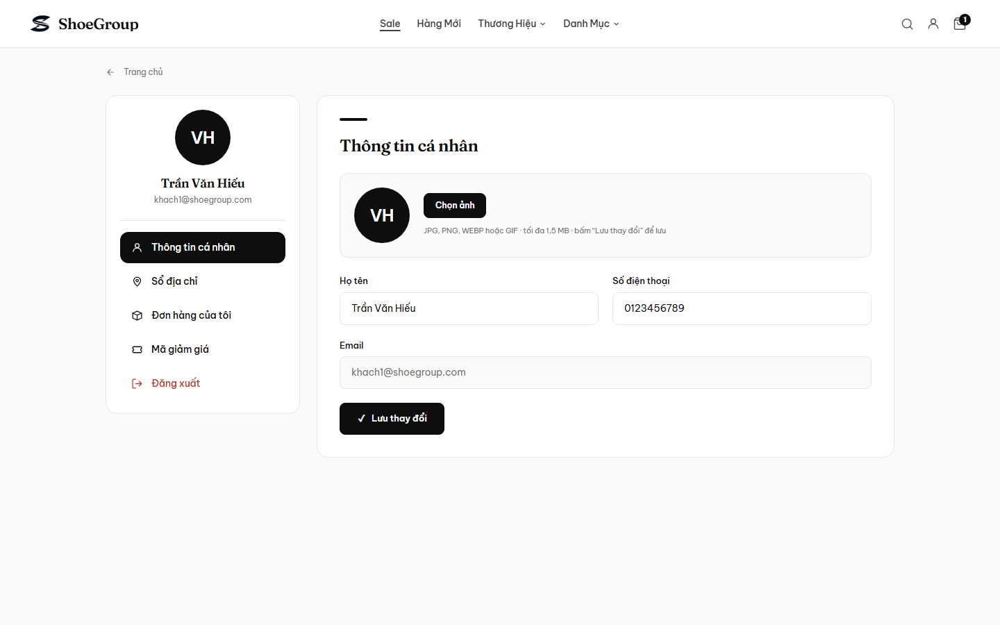 ShoeGroup
Sale
Hàng Mới
Thương Hiệu
Danh Mục
1
Trang chủ
VH
Trần Văn Hiếu
khach1@shoegroup.com
Thông tin cá nhân
Sổ địa chỉ
Đơn hàng của tôi
Mã giảm giá
Đăng xuất
Thông tin cá nhân
VH
Chọn ảnh
JPG, PNG, WEBP hoặc GIF · tối đa 1,5 MB · bấm “Lưu thay đổi” để lưu
Họ tên
Trần Văn Hiếu
Số điện thoại
0123456789
Email
khach1@shoegroup.com
✓ Lưu thay đổi